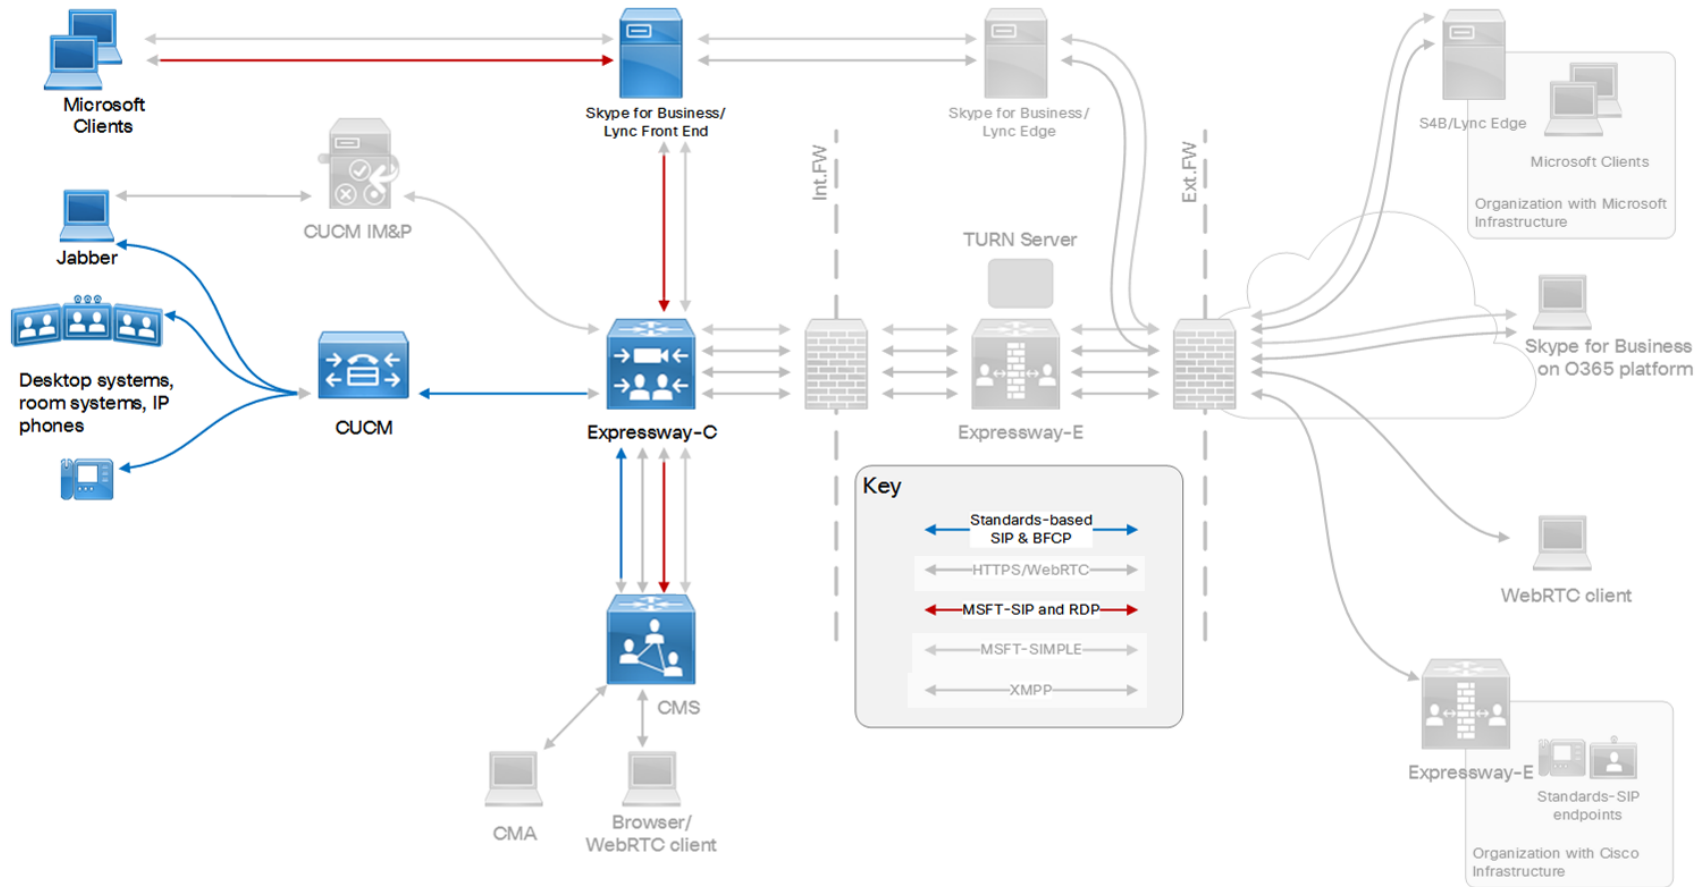 Microsoft
Clients
Skype for Business/
Lync Front End
Skype for Business/
Lync Edge
S4B/Lync Edge
Microsoft Clients
Organization with Microsoft
Infrastructure
Int.FW
Ext.FW
CUCM IM&P
Jabber
TURN Server
Desktop systems,
room systems, IP
phones
CUCM
Expressway-C
Expressway-E
Skype for Business
on O365 platform
Key
Standards-based
SIP & BFCP
HTTPS/WebRTC
MSFT-SIP and RDP
MSFT-SIMPLE
XMPP
WebRTC client
CMS
CMA
Browser/
WebRTC client
Expressway-E
Standards-SIP
endpoints
Organization with Cisco
Infrastructure